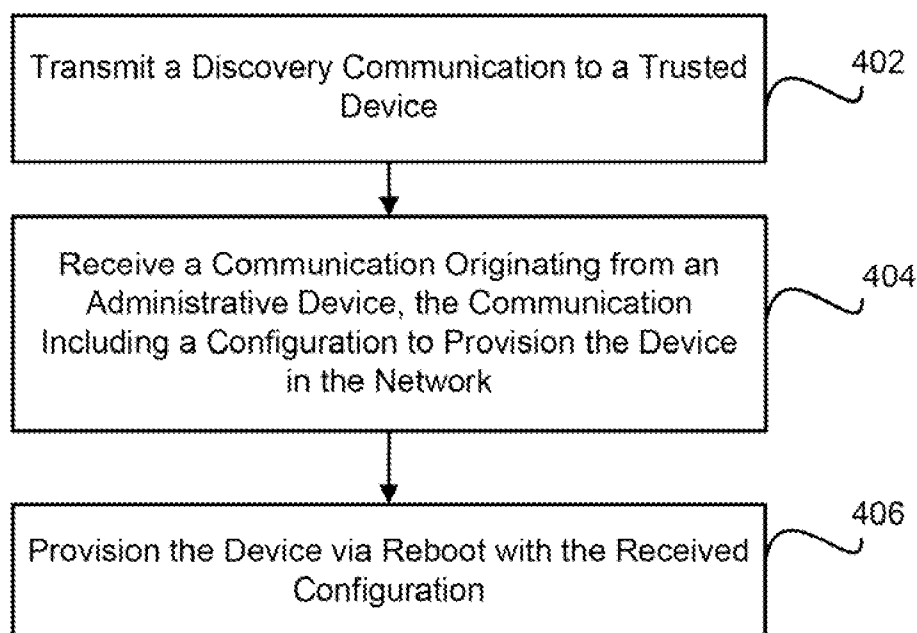 Transmit a Discovery Communication to a Trusted
Device
402
Receive a Communication Originating from an
Administrative Device, the Communication
Including a Configuration to Provision the Device
in the Network
404
Provision the Device via Reboot with the Received
Configuration
406